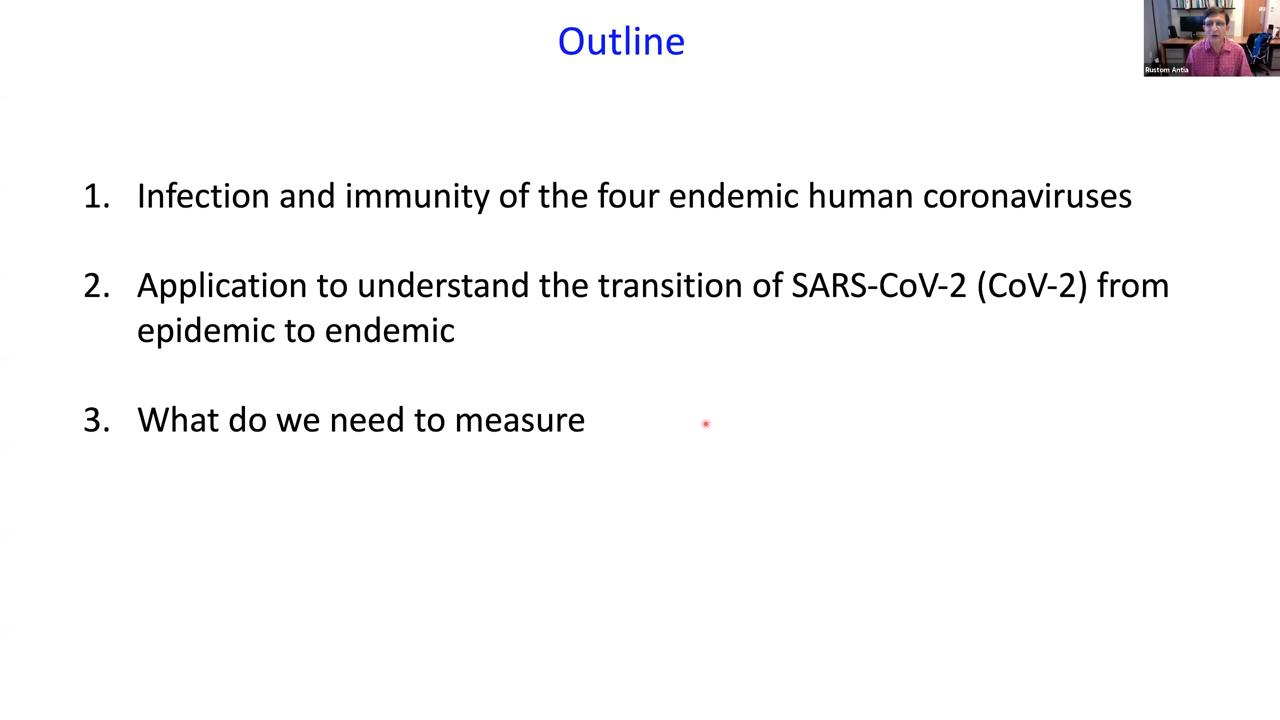 Outline
Rustom Antia
1. Infection and immunity of the four endemic human coronaviruses
2. Application to understand the transition of SARS-CoV-2 (CoV-2) from
epidemic to endemic
3. What do we need to measure